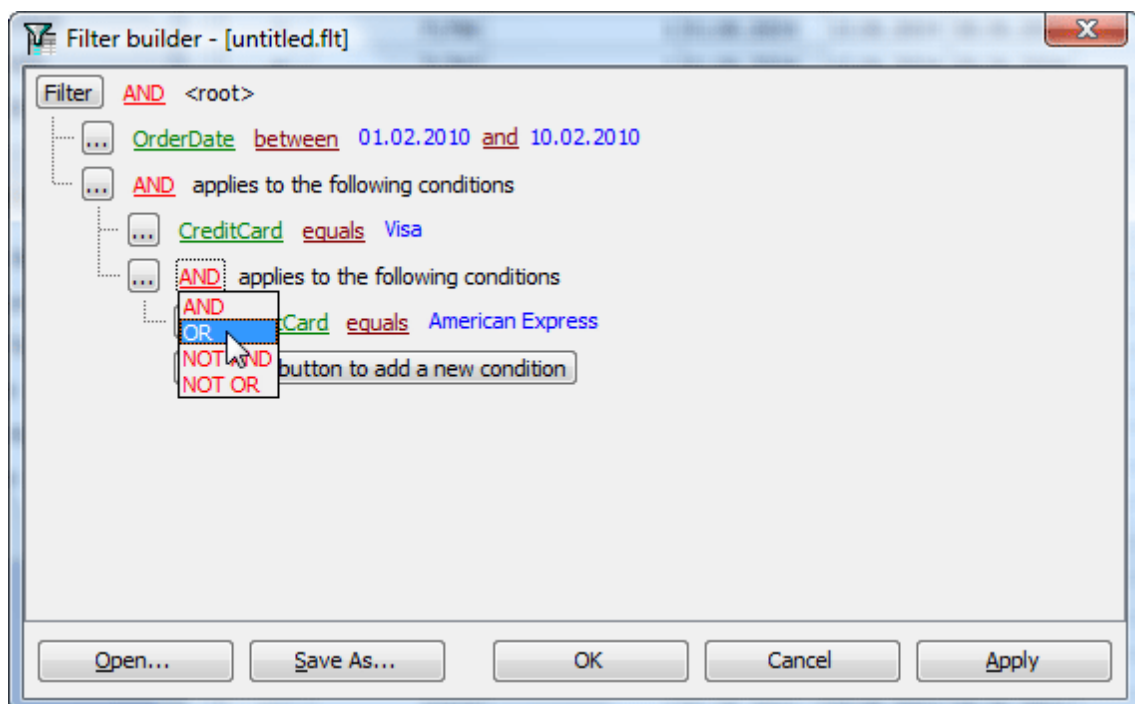 Filter builder - [untitled.flt]
Filter AND <root>
... OrderDate between 01.02.2010 and 10.02.2010
... AND applies to the following conditions
... CreditCard equals Visa
... AND applies to the following conditions
AND
OR
NOT AND
NOT OR
Card equals American Express
button to add a new condition
Open... Save As... OK Cancel Apply